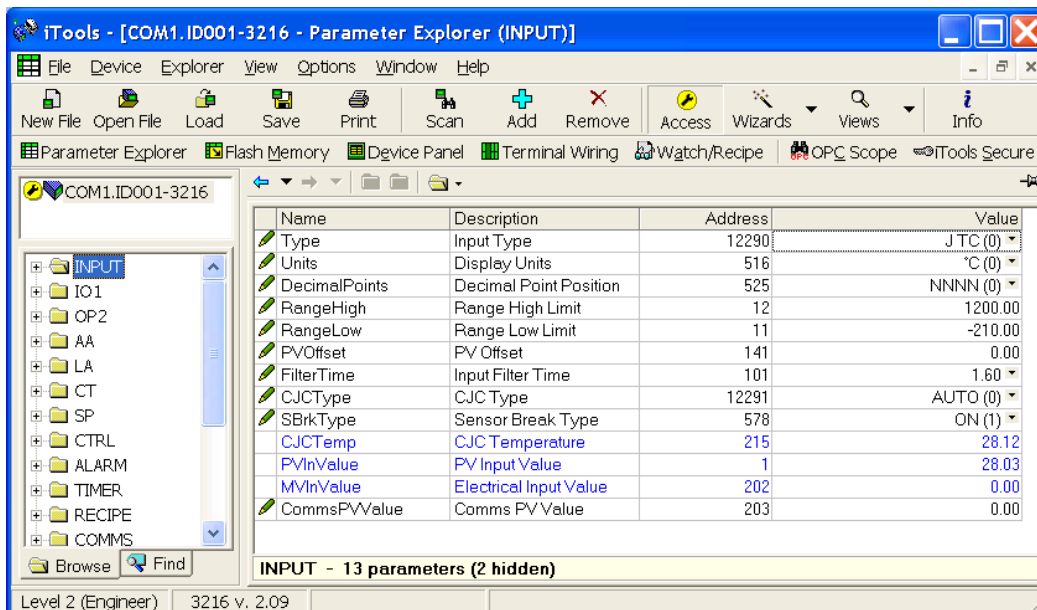 iTools - [COM1.ID001-3216 - Parameter Explorer (INPUT)]
File Device Explorer View Options Window Help
New File Open File Load Save Print Scan Add Remove Access Wizards Views Info
Parameter Explorer Flash Memory Device Panel Terminal Wiring Watch/Recipe OPC Scope iTools Secure
COM1.ID001-3216
INPUT
IO1
OP2
AA
LA
CT
SP
CTRL
ALARM
TIMER
RECIPE
COMMS
Browse Find
Name Description Address Value
Type Input Type 12290 J TC (0)
Units Display Units 516 °C (0)
DecimalPoints Decimal Point Position 525 NNNN (0)
RangeHigh Range High Limit 12 1200.00
RangeLow Range Low Limit 11 -210.00
PVOffset PV Offset 141 0.00
FilterTime Input Filter Time 101 1.60
CJCType CJC Type 12291 AUTO (0)
SBrkType Sensor Break Type 578 ON (1)
CJCTemp CJC Temperature 215 28.12
PVInValue PV Input Value 1 28.03
MVInValue Electrical Input Value 202 0.00
CommsPVValue Comms PV Value 203 0.00
INPUT - 13 parameters (2 hidden)
Level 2 (Engineer) 3216 v. 2.09